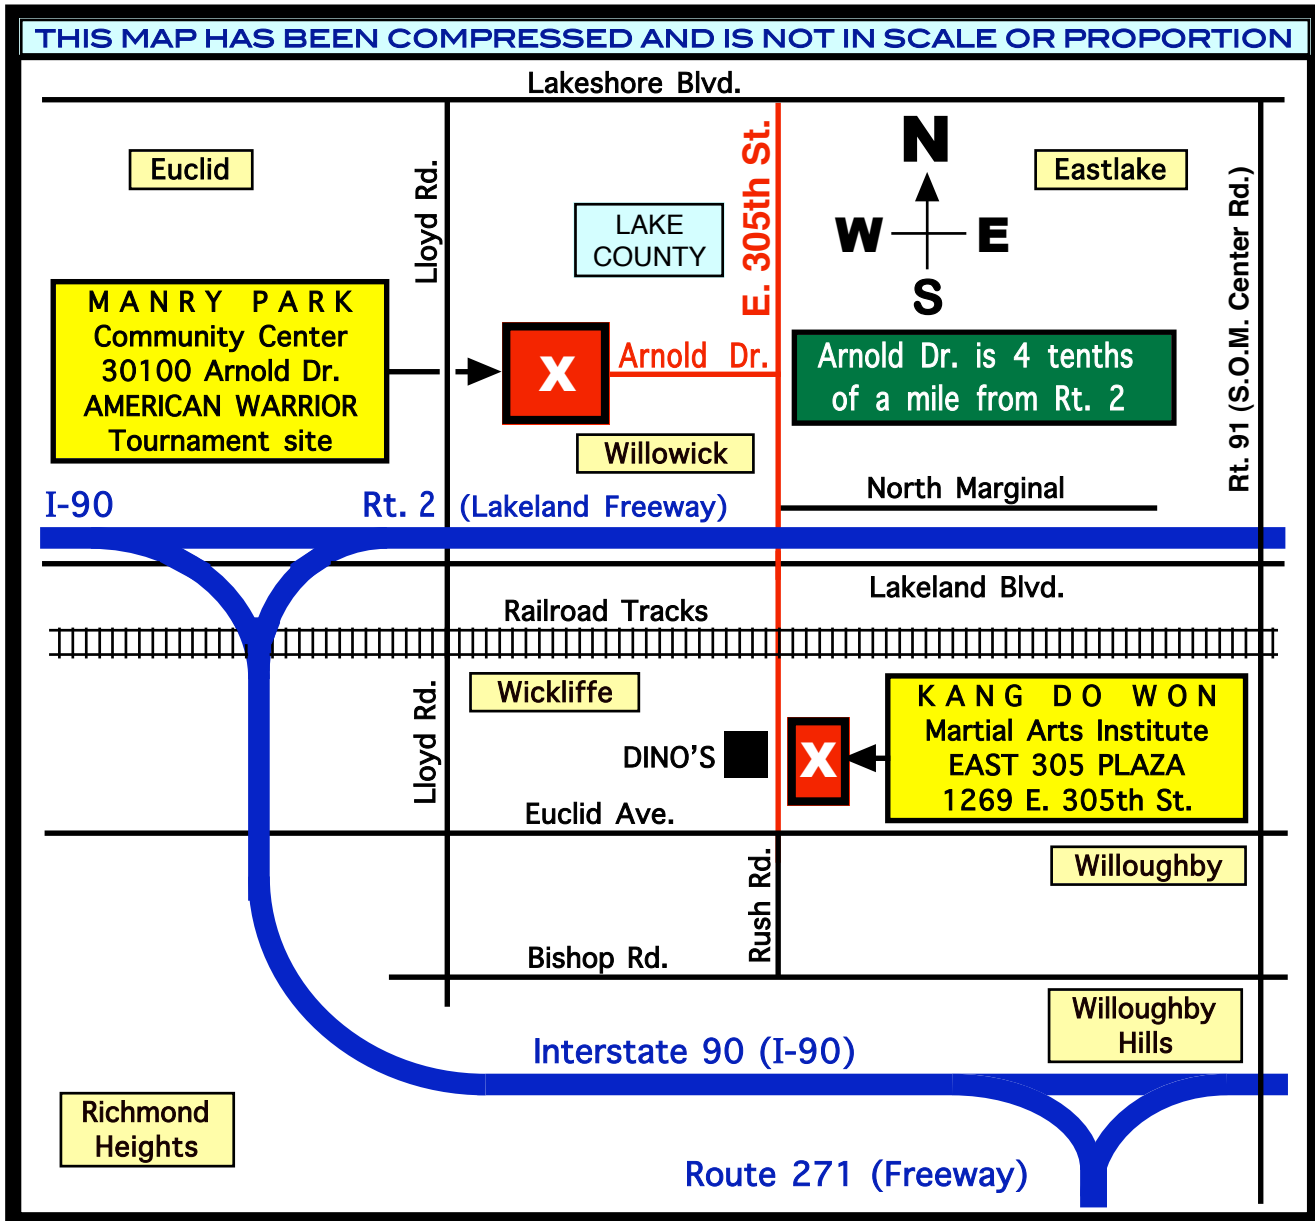 THIS MAP HAS BEEN COMPRESSED AND IS NOT IN SCALE OR PROPORTION
Lakeshore Blvd.
Euclid
Lloyd Rd.
LAKE
COUNTY
E. 305th St.
N
W E
S
Eastlake
Rt. 91 (S.O.M. Center Rd.)
MANRY PARK
Community Center
30100 Arnold Dr.
AMERICAN WARRIOR
Tournament site
X
Arnold Dr.
Arnold Dr. is 4 tenths
of a mile from Rt. 2
Willowick
North Marginal
I-90
Rt. 2 (Lakeland Freeway)
Lakeland Blvd.
Railroad Tracks
Wickliffe
Lloyd Rd.
DINO'S
X
KANG DO WON
Martial Arts Institute
EAST 305 PLAZA
1269 E. 305th St.
Euclid Ave.
Willoughby
Rush Rd.
Bishop Rd.
Willoughby
Hills
Interstate 90 (I-90)
Richmond
Heights
Route 271 (Freeway)